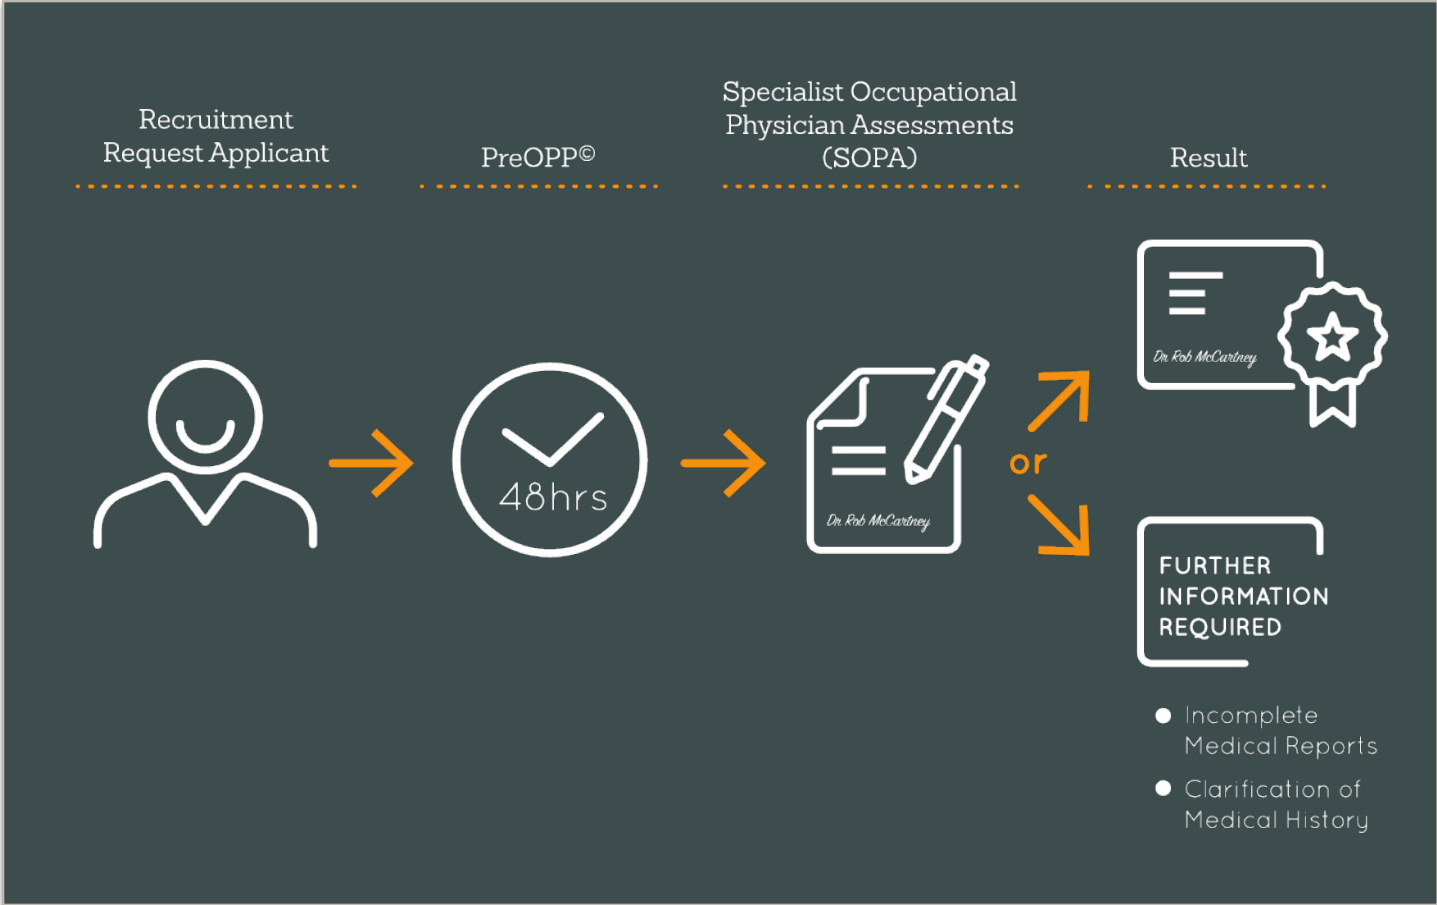 Recruitment
Request Applicant
PreOPP©
Specialist Occupational
Physician Assessments
(SOPA)
Result
48hrs
Dr Rob McCartney
or
Dr Rob McCartney
FURTHER
INFORMATION
REQUIRED
Incomplete
Medical Reports
Clarification of
Medical History